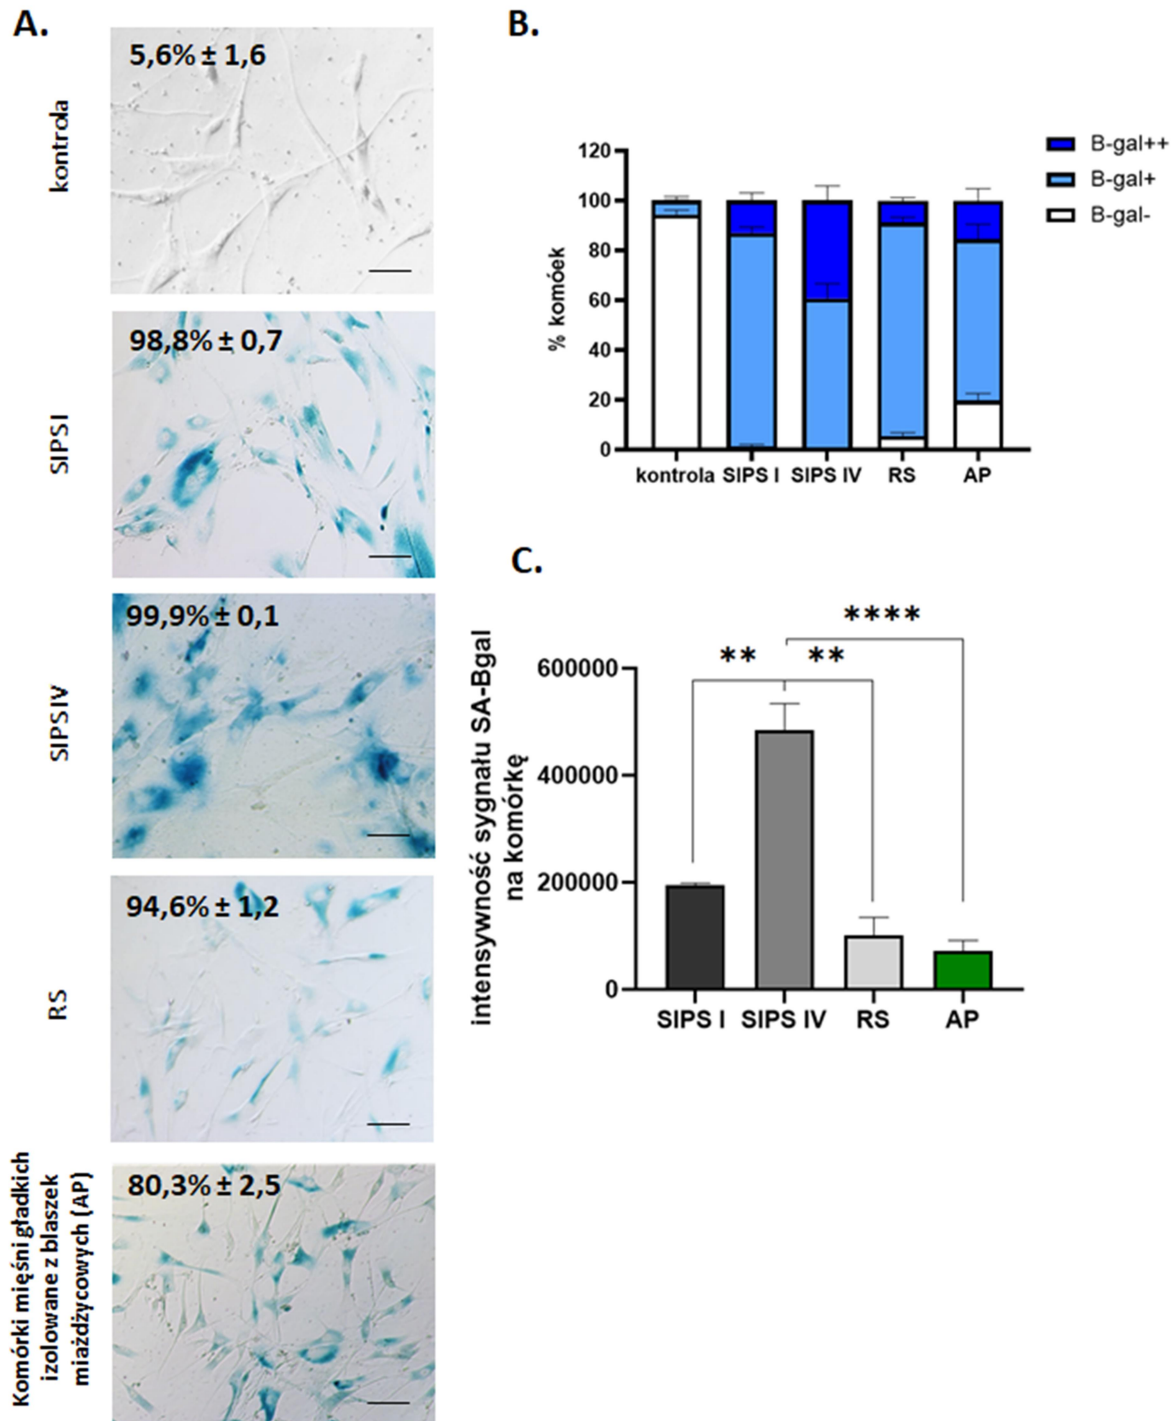 A.
kontrola
5,6% ± 1,6
SIPS I
98,8% ± 0,7
SIPS IV
99,9% ± 0,1
RS
94,6% ± 1,2
Komórki mięśni gładkich
izolowane z blaszek
miażdżycowych (AP)
80,3% ± 2,5
B.
% komóek
120
100
80
60
40
20
0
kontrola SIPS I SIPS IV RS AP
B-gal++
B-gal+
B-gal-
C.
intensywność sygnału SA-Bgal
na komórkę
600000
400000
200000
0
****
** **
SIPS I SIPS IV RS AP